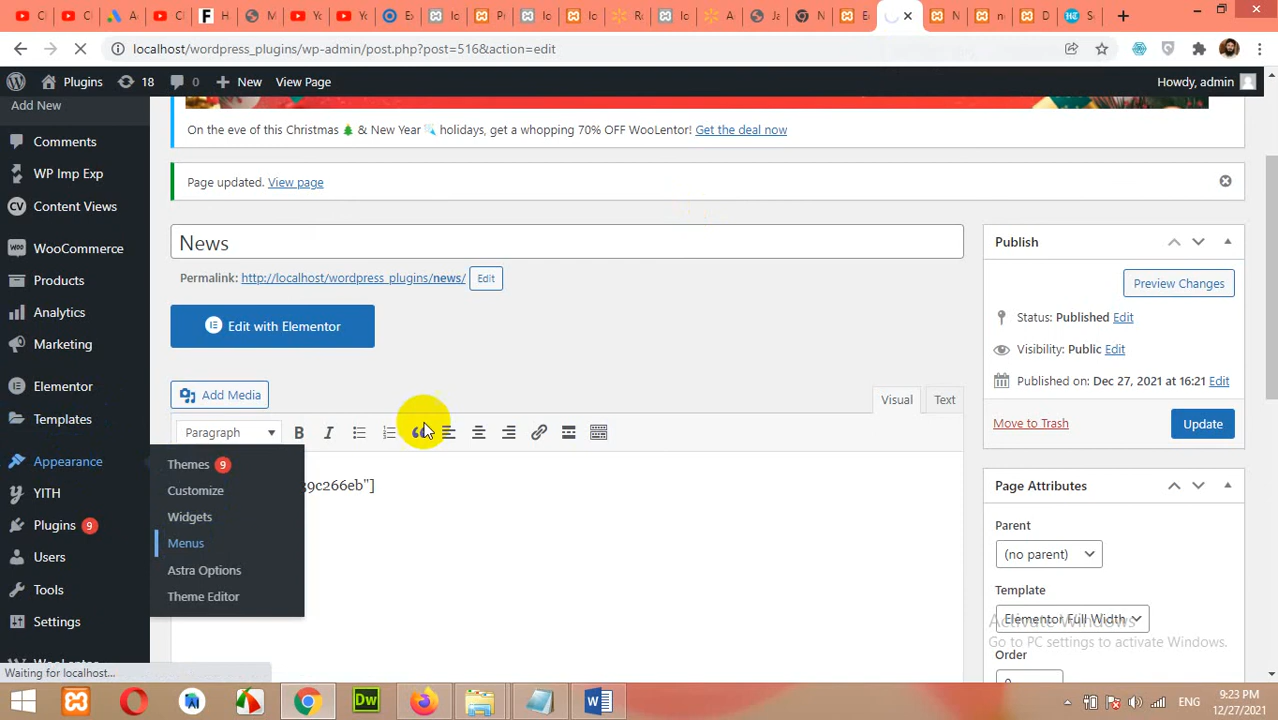 localhost/wordpress_plugins/wp-admin/post.php?post=516&action=edit
Plugins 18 0 New View Page Howdy, admin
Add New
Comments
WP Imp Exp
Content Views
WooCommerce
Products
Analytics
Marketing
Elementor
Templates
Appearance
YITH
Plugins 9
Users
Tools
Settings
Themes 9
Customize
Widgets
Menus
Astra Options
Theme Editor
On the eve of this Christmas 🎄 & New Year holidays, get a whopping 70% OFF WooLentor! Get the deal now
Page updated. View page
News
Permalink: http://localhost/wordpress_plugins/news/ Edit
Edit with Elementor
Add Media
Visual Text
Paragraph
39c266eb"]
Publish
Preview Changes
Status: Published Edit
Visibility: Public Edit
Published on: Dec 27, 2021 at 16:21 Edit
Move to Trash Update
Page Attributes
Parent
(no parent)
Template
Elementor Full Width
Order
Activate Windows
Go to PC settings to activate Windows.
Waiting for localhost...
ENG
9:23 PM
12/27/2021